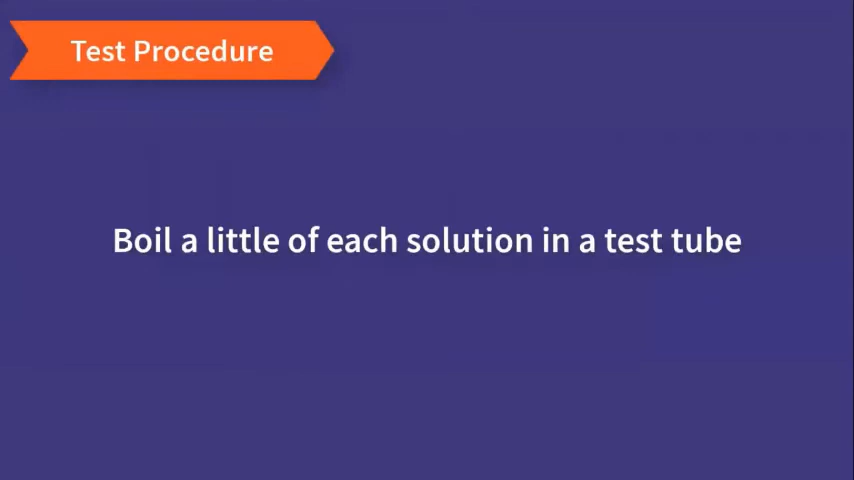 Test Procedure
Boil a little of each solution in a test tube